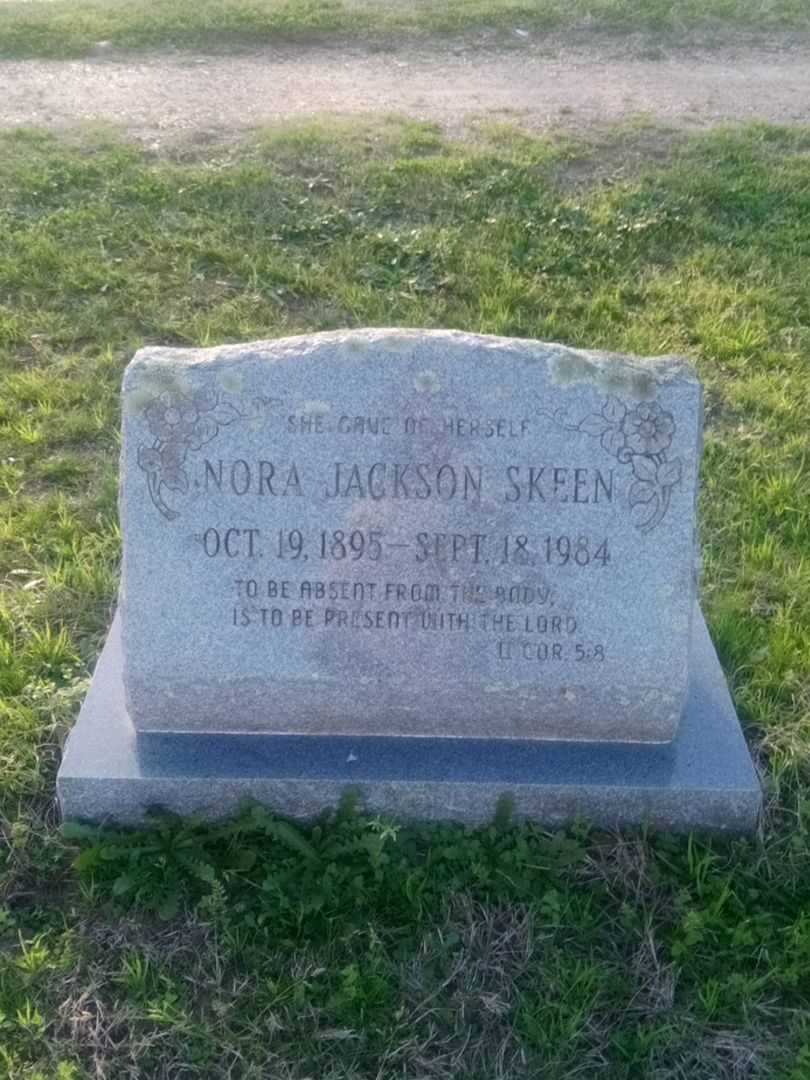 SHE GAVE OF HERSELF
NORA JACKSON SKEEN
OCT. 19, 1895 — SEPT. 18, 1984
TO BE ABSENT FROM THE BODY,
IS TO BE PRESENT WITH THE LORD
II COR. 5:8